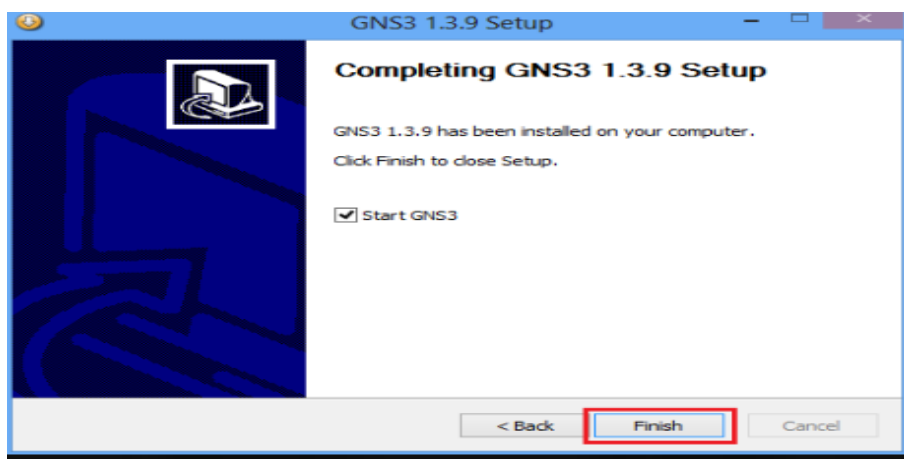 GNS3 1.3.9 Setup
Completing GNS3 1.3.9 Setup
GNS3 1.3.9 has been installed on your computer.
Click Finish to close Setup.
Start GNS3
< Back Finish Cancel